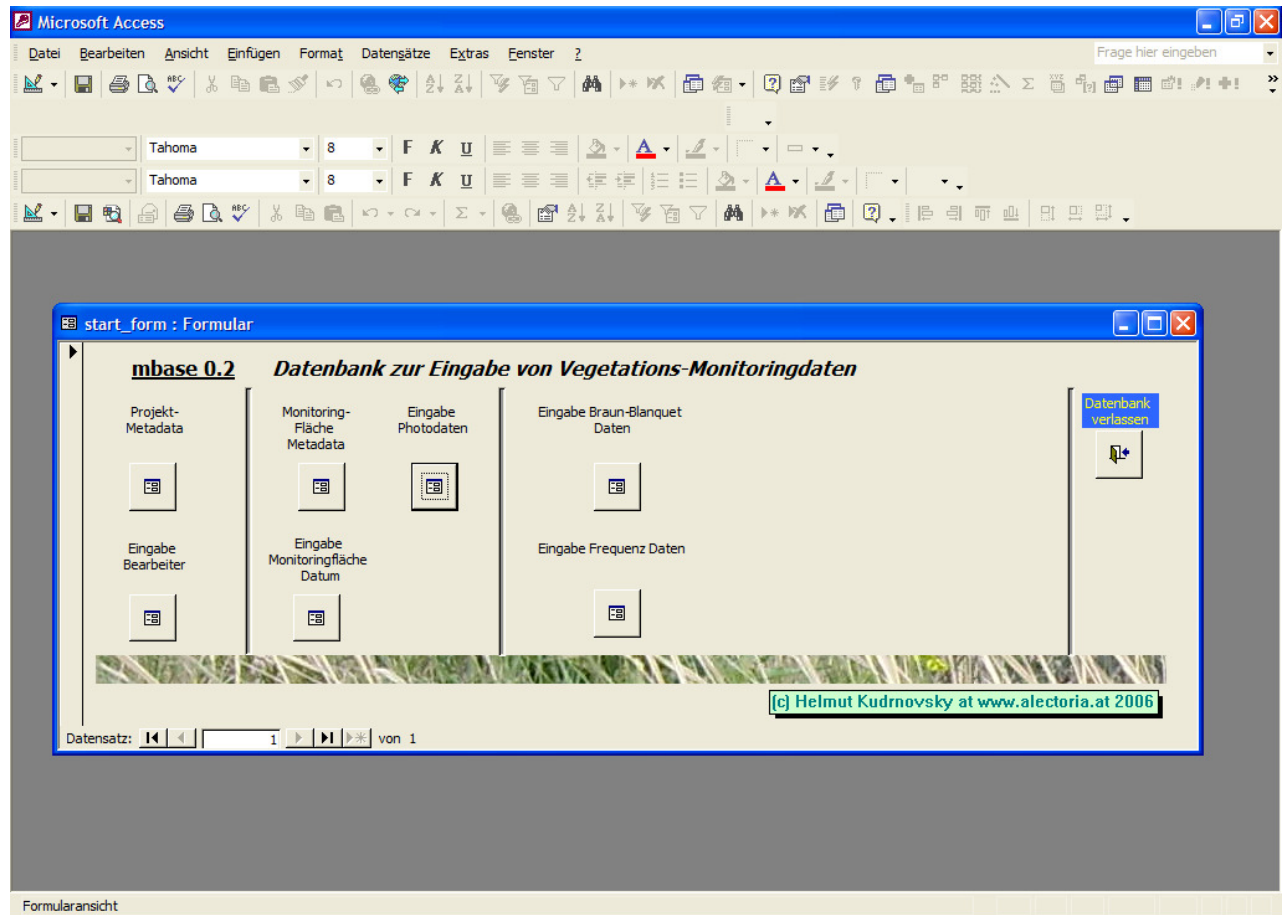 Microsoft Access
Datei Bearbeiten Ansicht Einfügen Format Datensätze Extras Fenster ?
Frage hier eingeben
Tahoma 8 F K U
Tahoma 8 F K U
start_form : Formular
mbase 0.2 Datenbank zur Eingabe von Vegetations-Monitoringdaten
Projekt-
Metadata
Monitoring-
Fläche
Metadata
Eingabe
Photodaten
Eingabe Braun-Blanquet
Daten
Datenbank
verlassen
Eingabe
Bearbeiter
Eingabe
Monitoringfläche
Datum
Eingabe Frequenz Daten
(c) Helmut Kudrnovsky at www.alectoria.at 2006
Datensatz: 1 von 1
Formularansicht